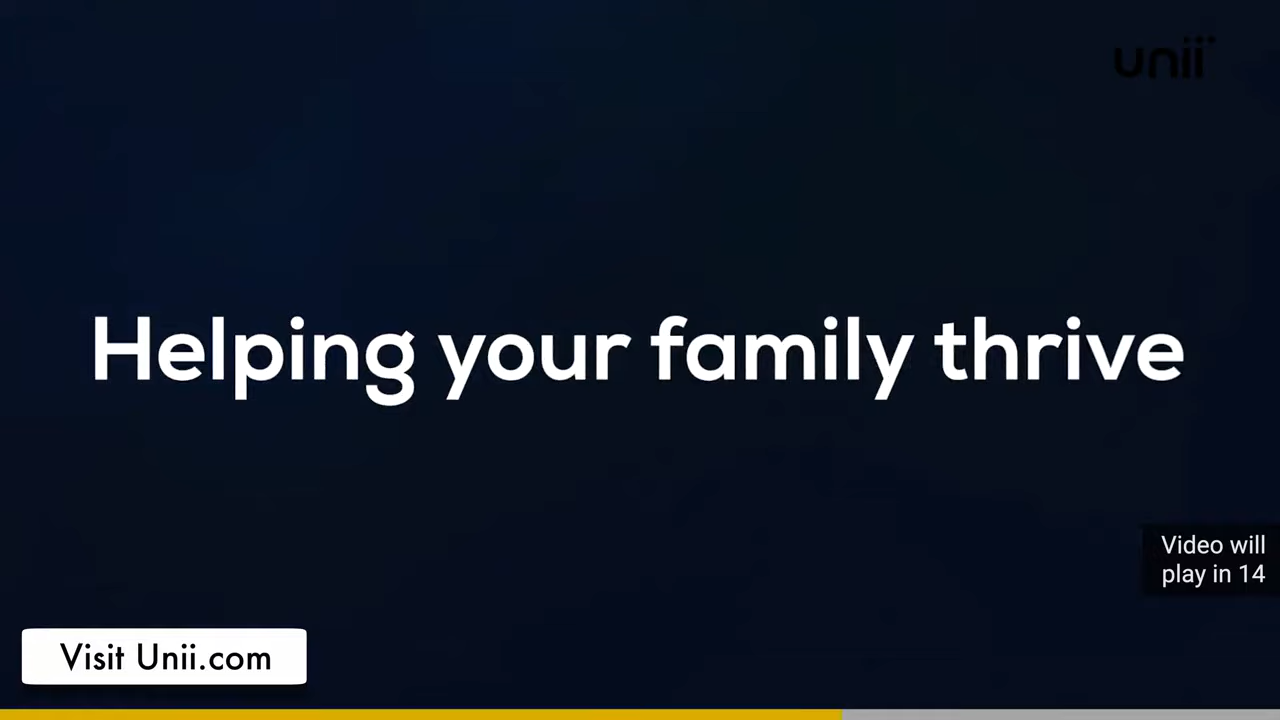 unii
Helping your family thrive
Video will
play in 14
Visit Unii.com